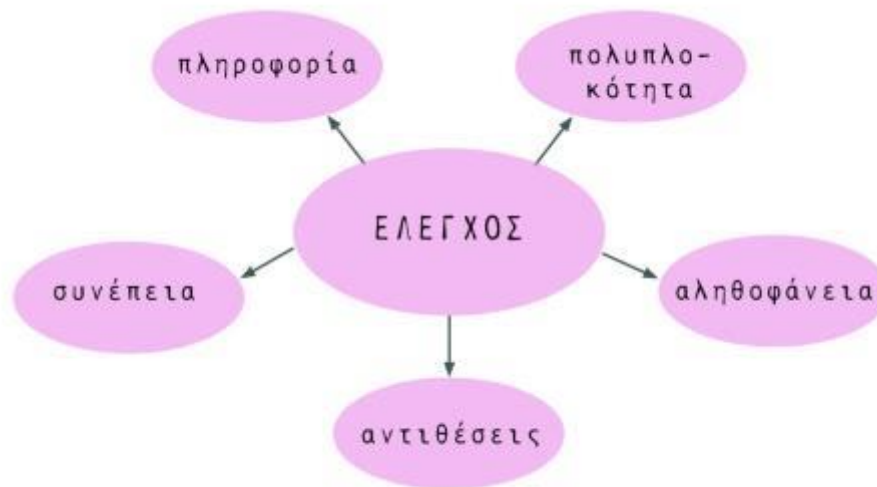 πληροφορία
πολυπλο-
κότητα
ΕΛΕΓΧΟΣ
συνέπεια
αληθοφάνεια
αντιθέσεις